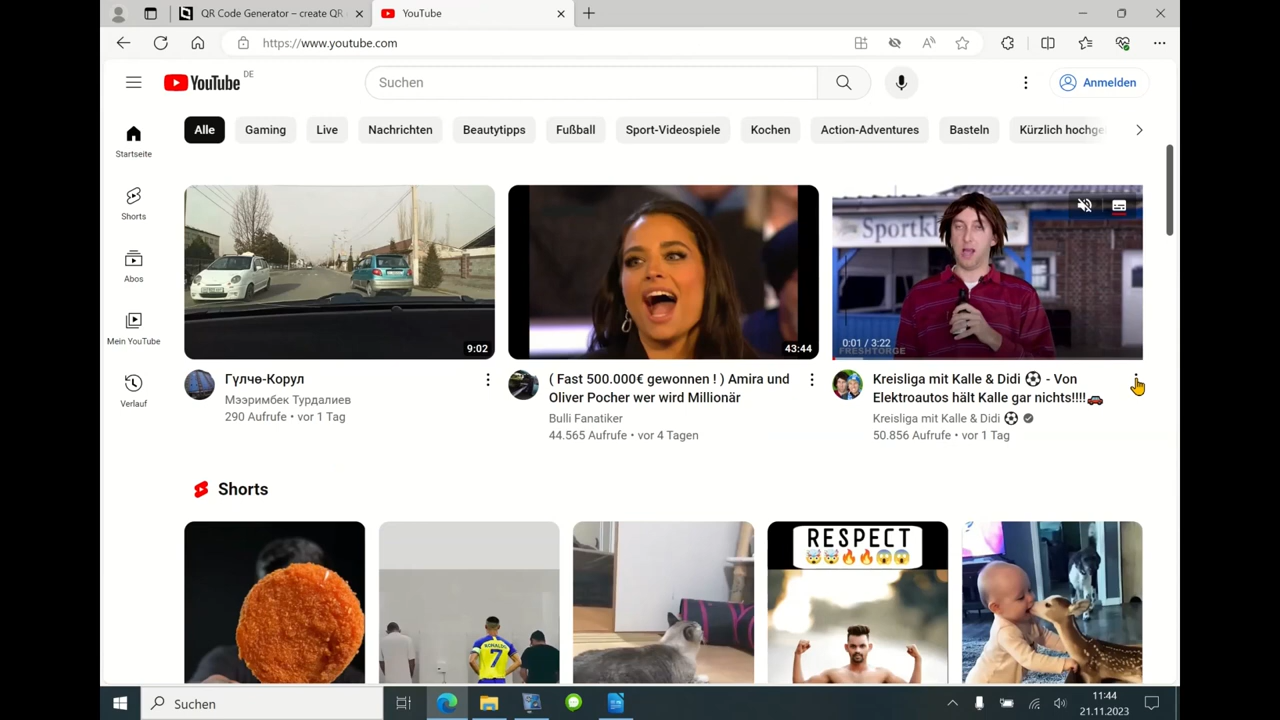 QR Code Generator – create QR
YouTube
https://www.youtube.com
YouTube DE
Suchen
Anmelden
Alle
Gaming
Live
Nachrichten
Beautytipps
Fußball
Sport-Videospiele
Kochen
Action-Adventures
Basteln
Kürzlich hochge
Startseite
Shorts
Abos
Mein YouTube
Verlauf
9:02
43:44
Sportkl
0:01 / 3:22
FRESHTORGE
Гүлчө-Корул
Мээримбек Турдалиев
290 Aufrufe • vor 1 Tag
( Fast 500.000€ gewonnen ! ) Amira und
Oliver Pocher wer wird Millionär
Bulli Fanatiker
44.565 Aufrufe • vor 4 Tagen
Kreisliga mit Kalle & Didi ⚽ - Von
Elektroautos hält Kalle gar nichts!!!!🚗
Kreisliga mit Kalle & Didi ⚽
50.856 Aufrufe • vor 1 Tag
Shorts
RONALDO
7
RESPECT
🤯🤯🔥🔥😱😱
Suchen
11:44
21.11.2023